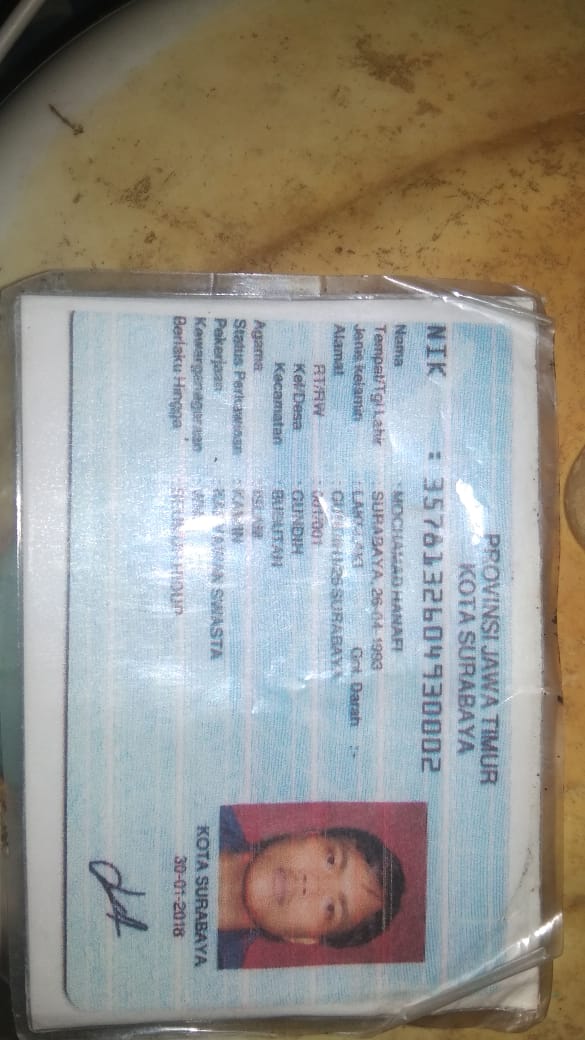 PROVINSI JAWA TIMUR
KOTA SURABAYA
NIK : 3578132604930002
Nama : MOCHAMAD HANAFI
Tempat/Tgl Lahir : SURABAYA, 26-04-1993
Jenis Kelamin : LAKI-LAKI Gol. Darah : -
Alamat SURABAYA
RT/RW : 001/001
Kel/Desa : GUNDIH
Kecamatan : BUBUTAN
Agama : ISLAM
Status Perkawinan : KAWIN
Pekerjaan : KARYAWAN SWASTA
Kewarganegaraan : WNI
Berlaku Hingga : SEUMUR HIDUP
KOTA SURABAYA
30-01-2018